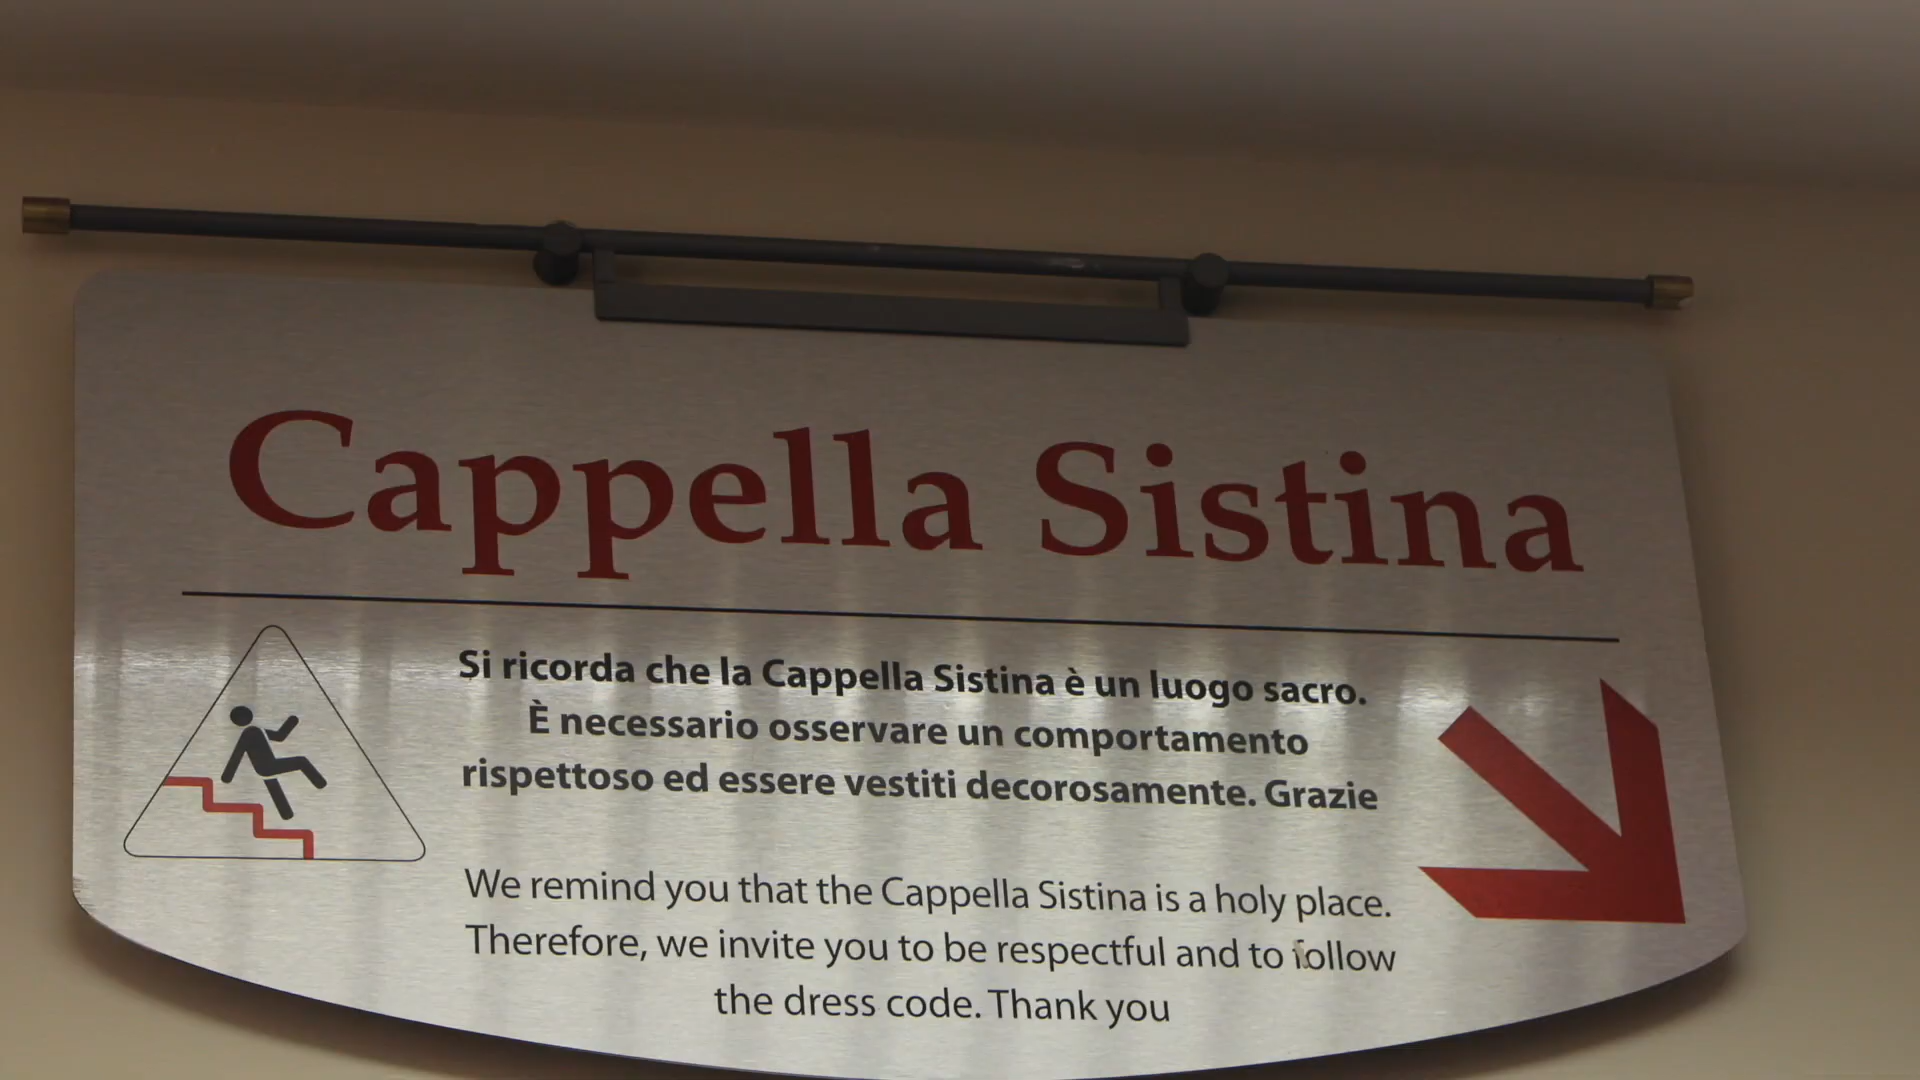 Cappella Sistina
Si ricorda che la Cappella Sistina è un luogo sacro.
È necessario osservare un comportamento
rispettoso ed essere vestiti decorosamente. Grazie
We remind you that the Cappella Sistina is a holy place.
Therefore, we invite you to be respectful and to follow
the dress code. Thank you